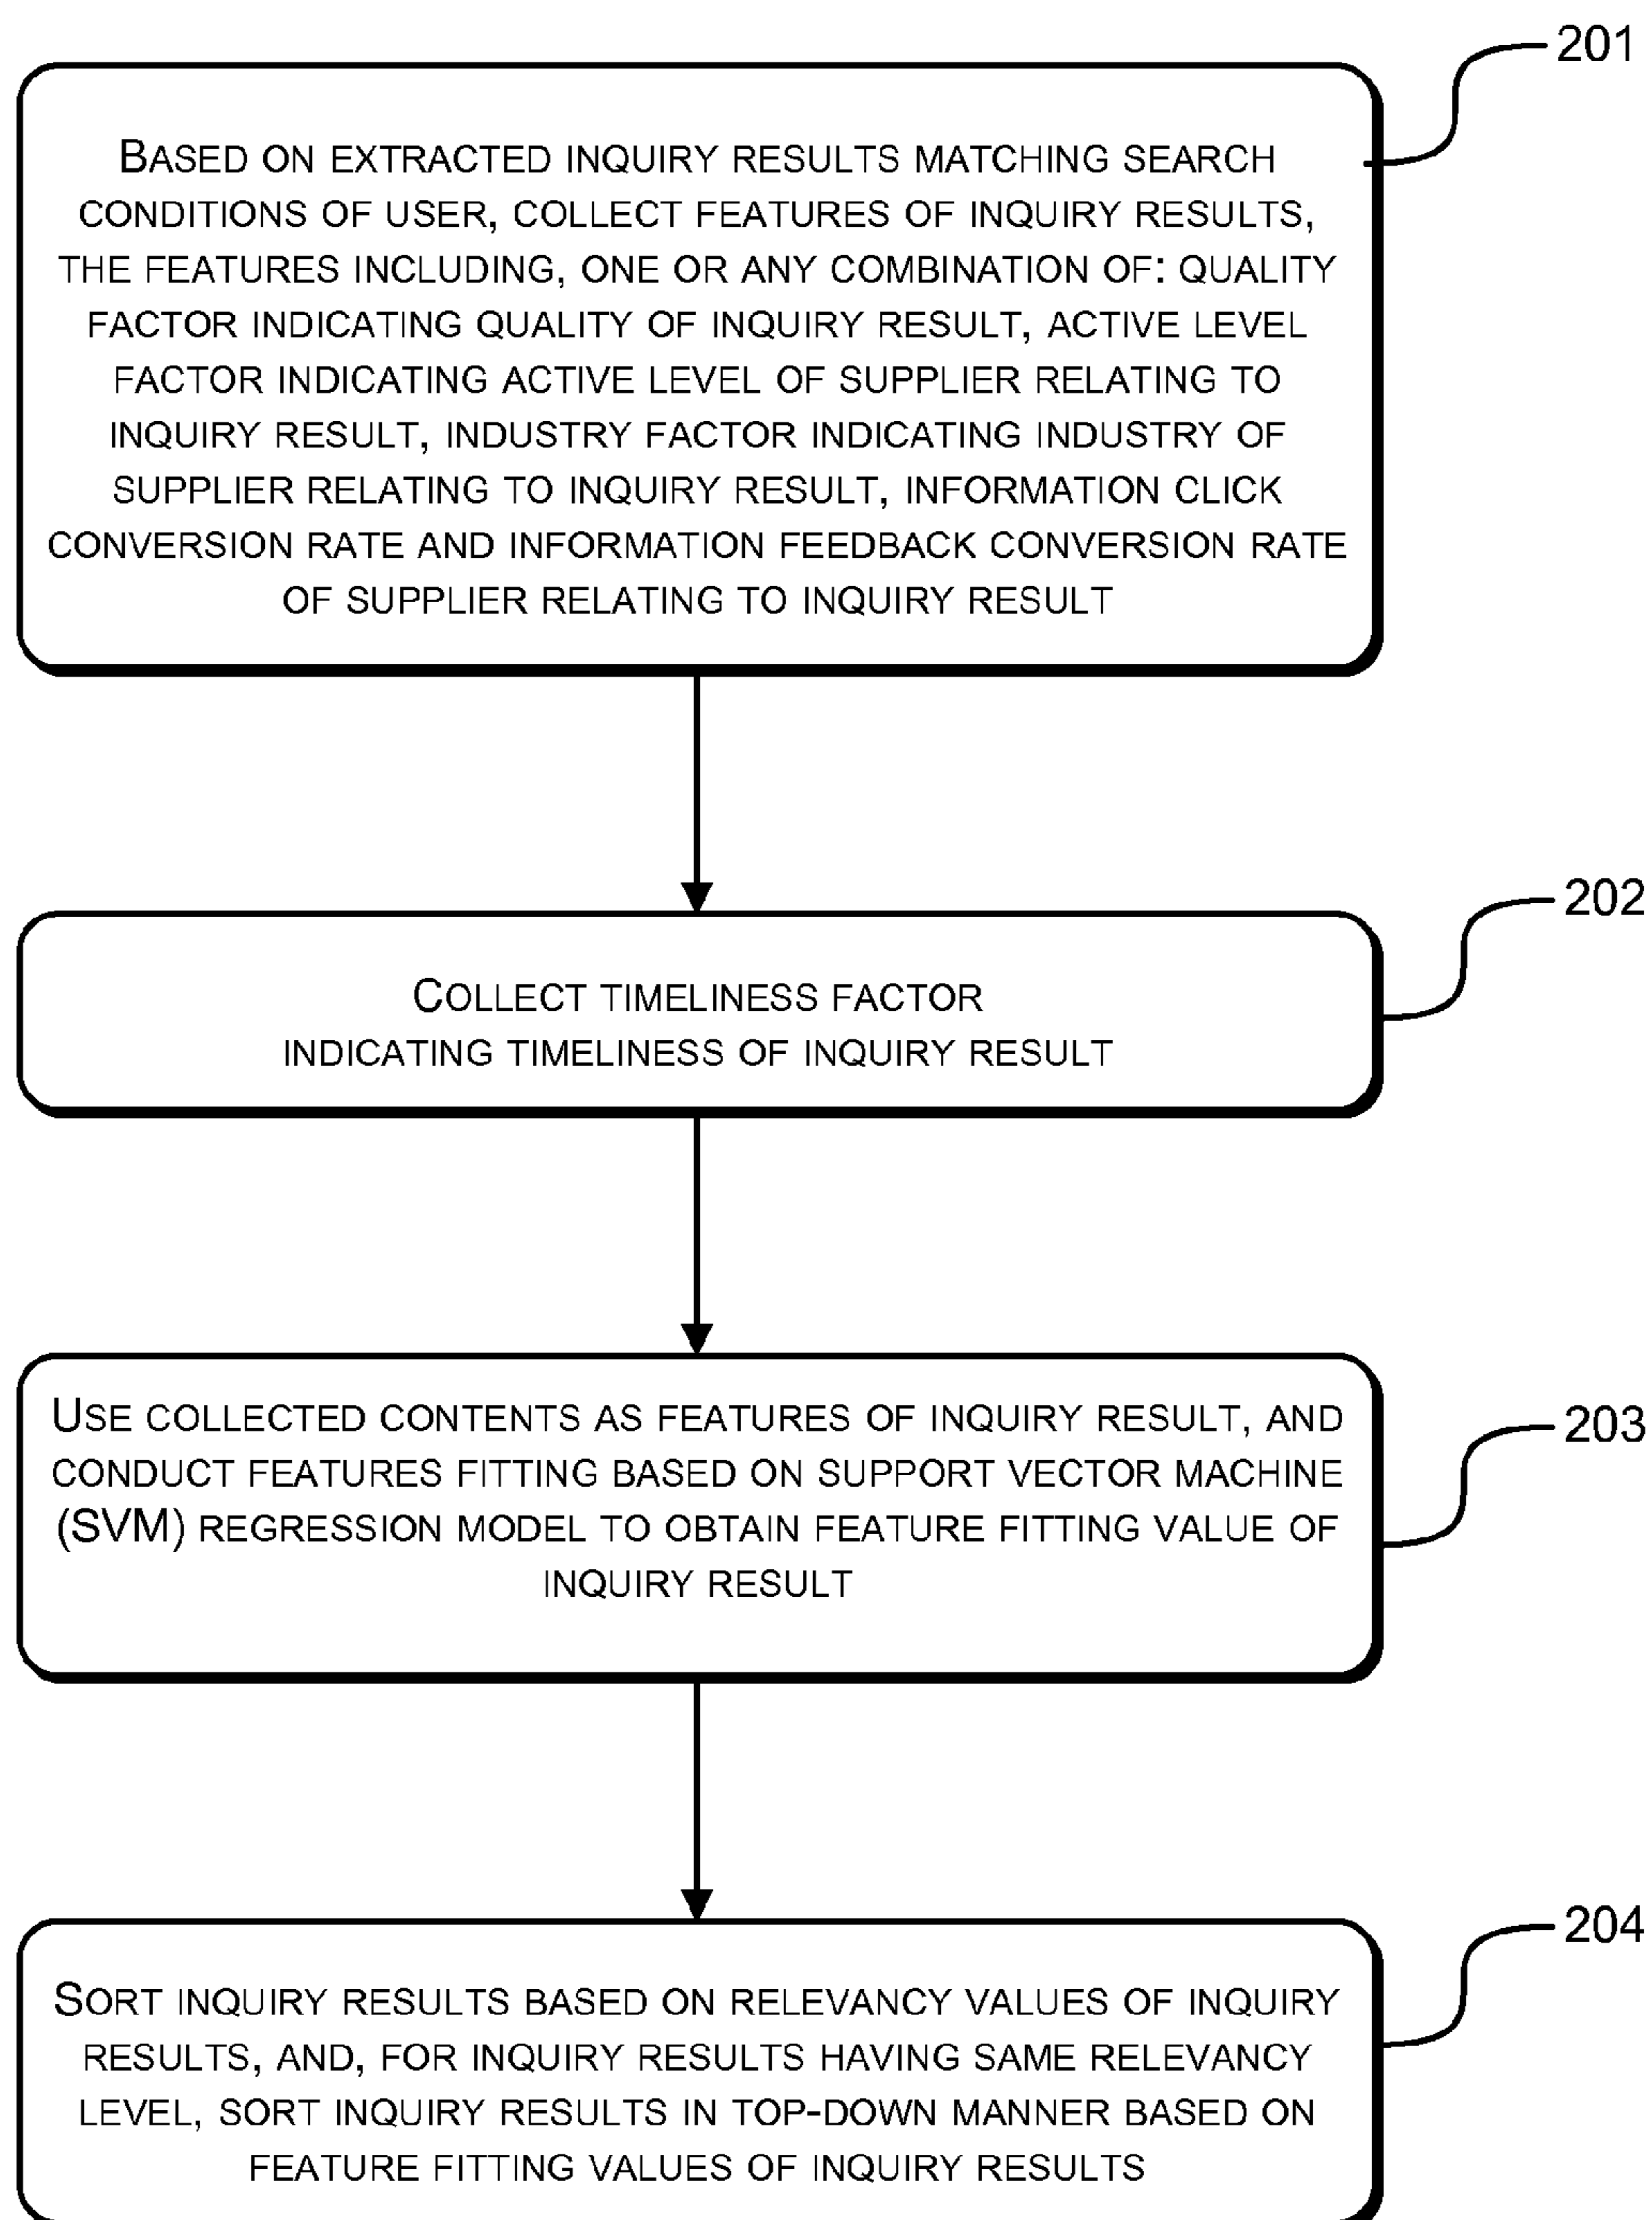 201
BASED ON EXTRACTED INQUIRY RESULTS MATCHING SEARCH
CONDITIONS OF USER, COLLECT FEATURES OF INQUIRY RESULTS,
THE FEATURES INCLUDING, ONE OR ANY COMBINATION OF: QUALITY
FACTOR INDICATING QUALITY OF INQUIRY RESULT, ACTIVE LEVEL
FACTOR INDICATING ACTIVE LEVEL OF SUPPLIER RELATING TO
INQUIRY RESULT, INDUSTRY FACTOR INDICATING INDUSTRY OF
SUPPLIER RELATING TO INQUIRY RESULT, INFORMATION CLICK
CONVERSION RATE AND INFORMATION FEEDBACK CONVERSION RATE
OF SUPPLIER RELATING TO INQUIRY RESULT
202
COLLECT TIMELINESS FACTOR
INDICATING TIMELINESS OF INQUIRY RESULT
203
USE COLLECTED CONTENTS AS FEATURES OF INQUIRY RESULT, AND
CONDUCT FEATURES FITTING BASED ON SUPPORT VECTOR MACHINE
(SVM) REGRESSION MODEL TO OBTAIN FEATURE FITTING VALUE OF
INQUIRY RESULT
204
SORT INQUIRY RESULTS BASED ON RELEVANCY VALUES OF INQUIRY
RESULTS, AND, FOR INQUIRY RESULTS HAVING SAME RELEVANCY
LEVEL, SORT INQUIRY RESULTS IN TOP-DOWN MANNER BASED ON
FEATURE FITTING VALUES OF INQUIRY RESULTS